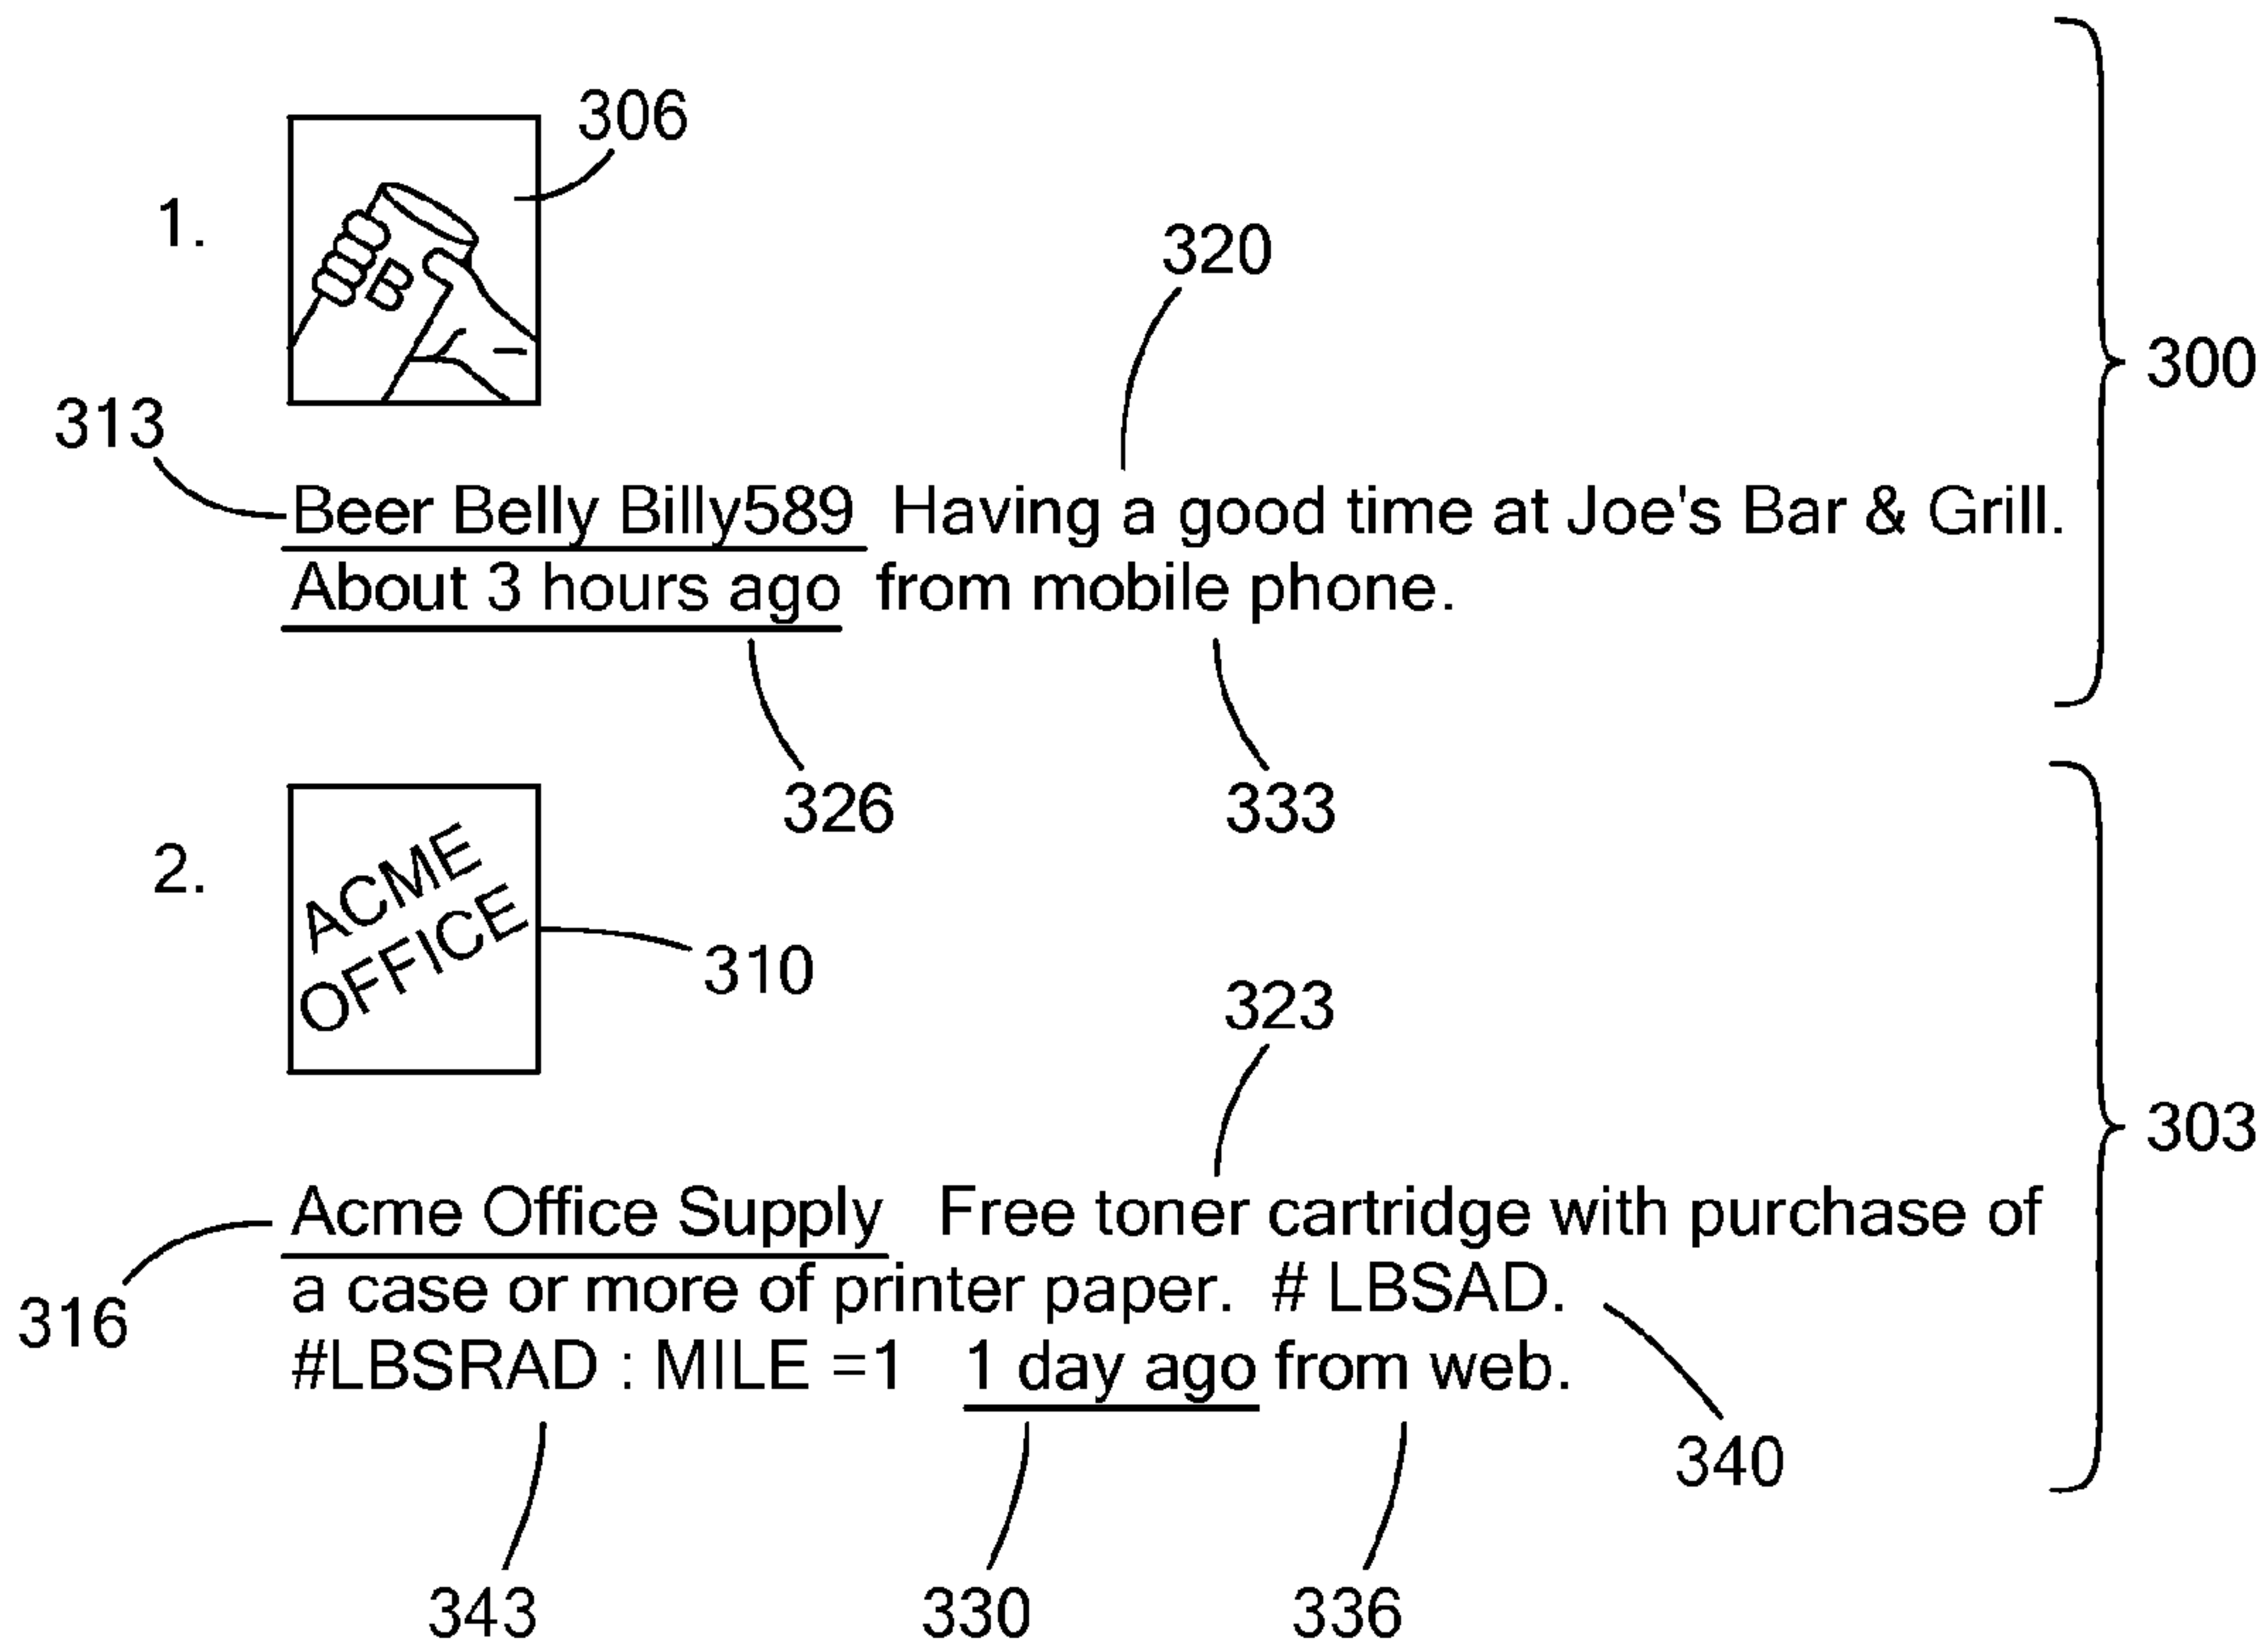 306
1.
B
320
300
313
Beer Belly Billy589 Having a good time at Joe's Bar & Grill.
About 3 hours ago from mobile phone.
326
333
2.
ACME
OFFICE
310
323
303
Acme Office Supply Free toner cartridge with purchase of
a case or more of printer paper. # LBSAD.
316
#LBSRAD : MILE =1 1 day ago from web.
340
343
330
336